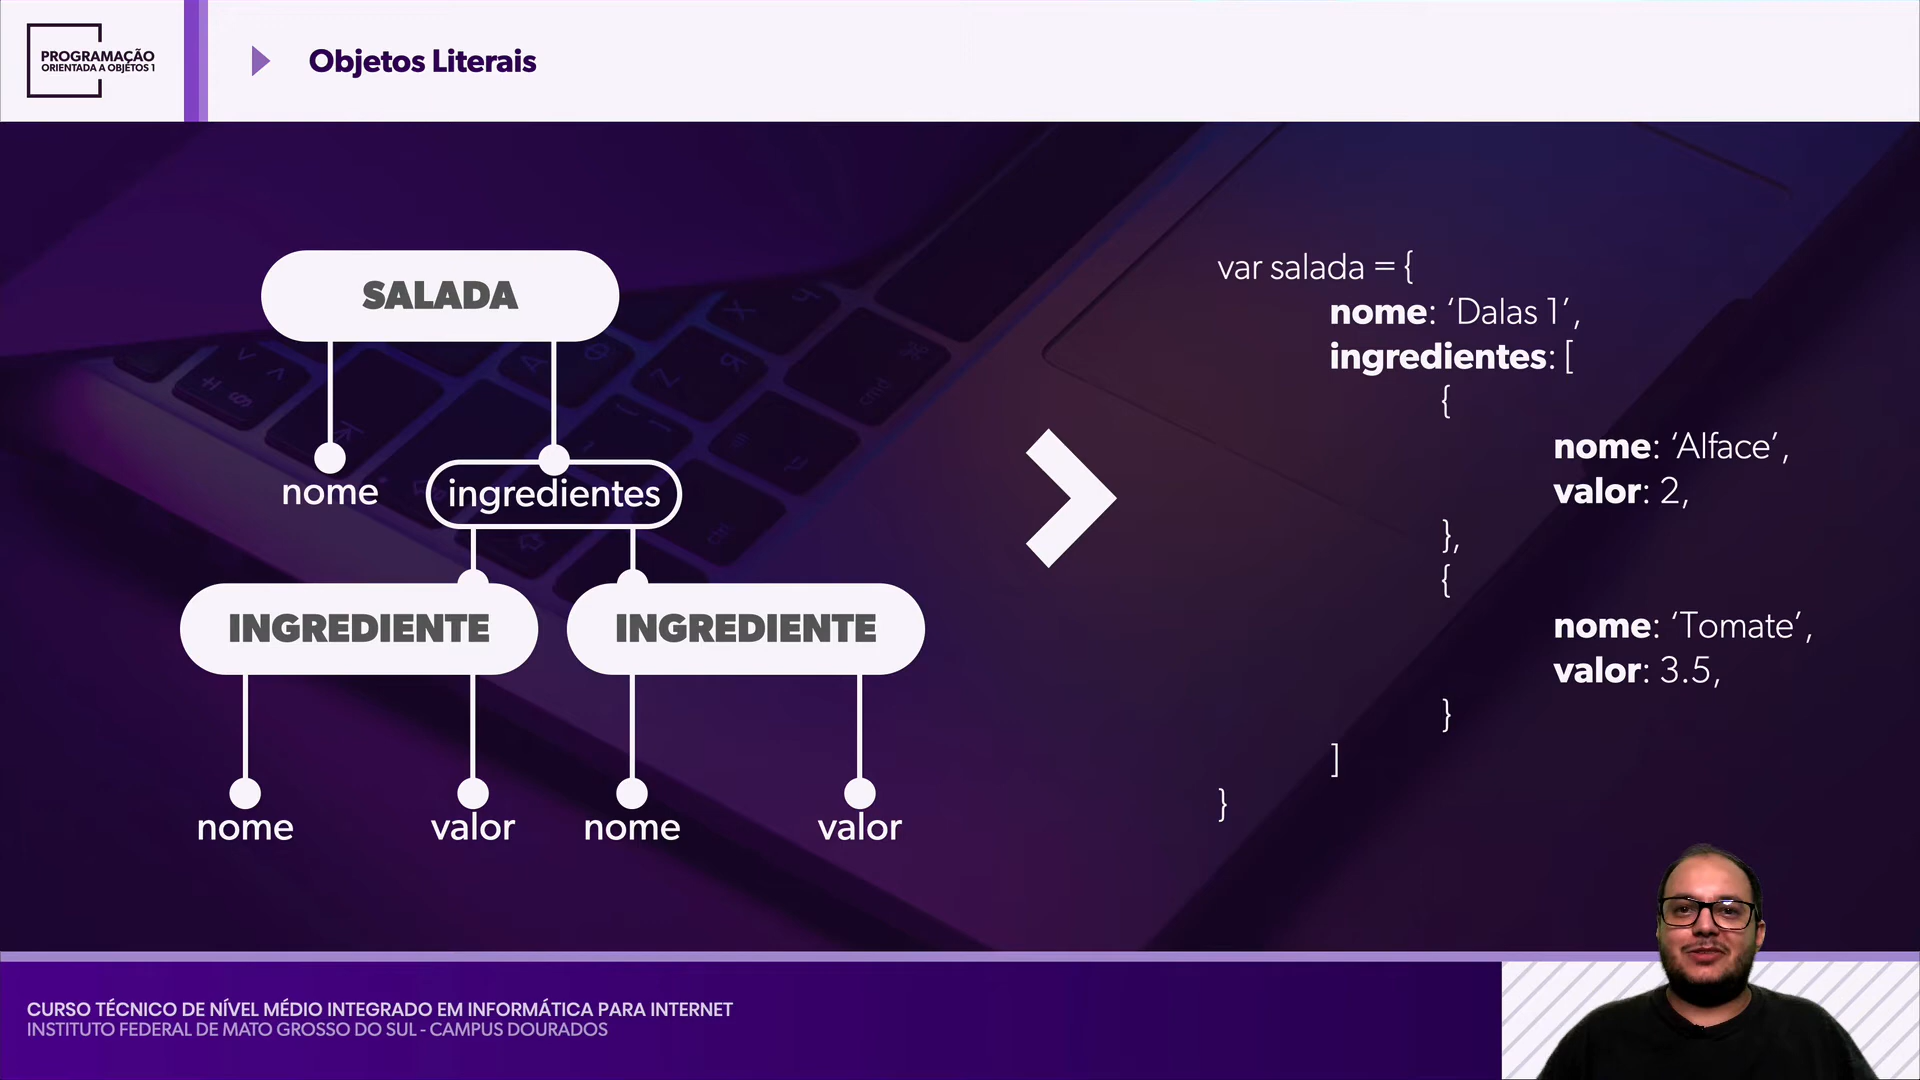 PROGRAMAÇÃO
ORIENTADA A OBJETOS 1
Objetos Literais
SALADA
nome
ingredientes
INGREDIENTE
INGREDIENTE
nome
valor
nome
valor
var salada = {
nome: ‘Dalas 1’,
ingredientes: [
{
nome: ‘Alface’,
valor: 2,
},
{
nome: ‘Tomate’,
valor: 3.5,
}
]
}
CURSO TÉCNICO DE NÍVEL MÉDIO INTEGRADO EM INFORMÁTICA PARA INTERNET
INSTITUTO FEDERAL DE MATO GROSSO DO SUL - CAMPUS DOURADOS